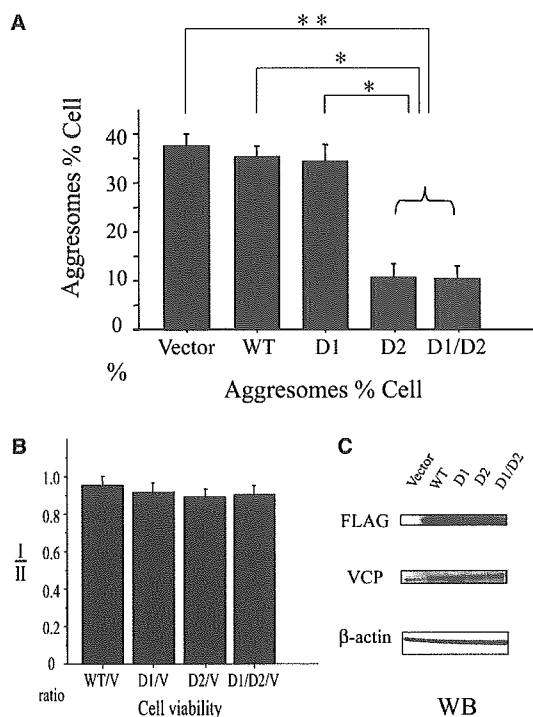 A
* *
*
*
Aggresomes % Cell
40
30
10
0
%
Vector WT D1 D2 D1/D2
Aggresomes % Cell
B
1.0
0.8
0.6
0.4
0.2
0
I
II
ratio
WT/V D1/V D2/V D1/D2/V
Cell viability
C
Vector WT D1 D2 D1/D2
FLAG
VCP
β-actin
WB